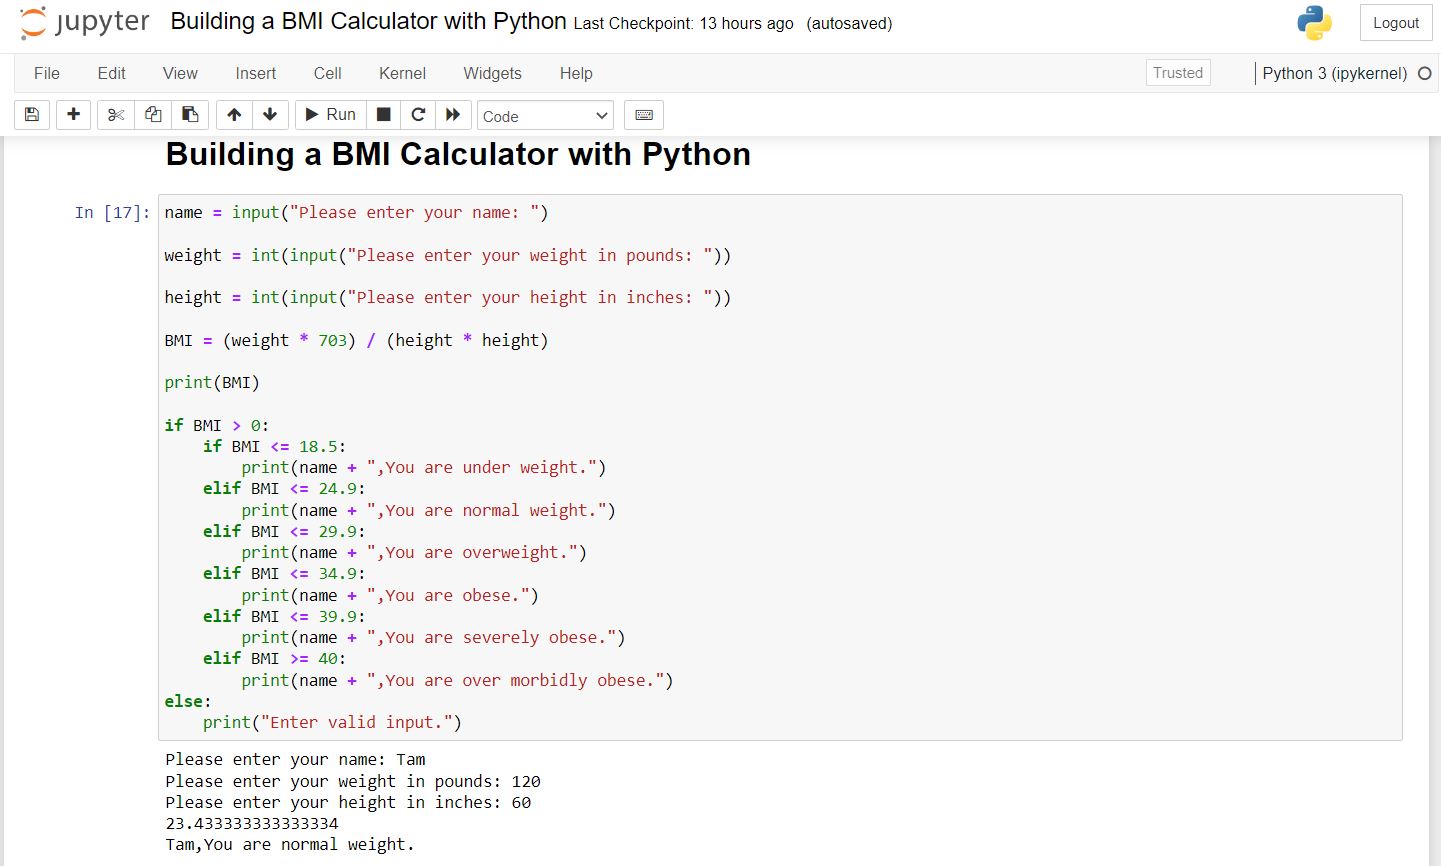 jupyter Building a BMI Calculator with Python Last Checkpoint: 13 hours ago (autosaved) Logout
File Edit View Insert Cell Kernel Widgets Help Trusted Python 3 (ipykernel)
Run Code
Building a BMI Calculator with Python
In [17]: name = input("Please enter your name: ")
weight = int(input("Please enter your weight in pounds: "))
height = int(input("Please enter your height in inches: "))
BMI = (weight * 703) / (height * height)
print(BMI)
if BMI > 0:
    if BMI <= 18.5:
        print(name + ",You are under weight.")
    elif BMI <= 24.9:
        print(name + ",You are normal weight.")
    elif BMI <= 29.9:
        print(name + ",You are overweight.")
    elif BMI <= 34.9:
        print(name + ",You are obese.")
    elif BMI <= 39.9:
        print(name + ",You are severely obese.")
    elif BMI >= 40:
        print(name + ",You are over morbidly obese.")
else:
    print("Enter valid input.")
Please enter your name: Tam
Please enter your weight in pounds: 120
Please enter your height in inches: 60
23.433333333333334
Tam,You are normal weight.